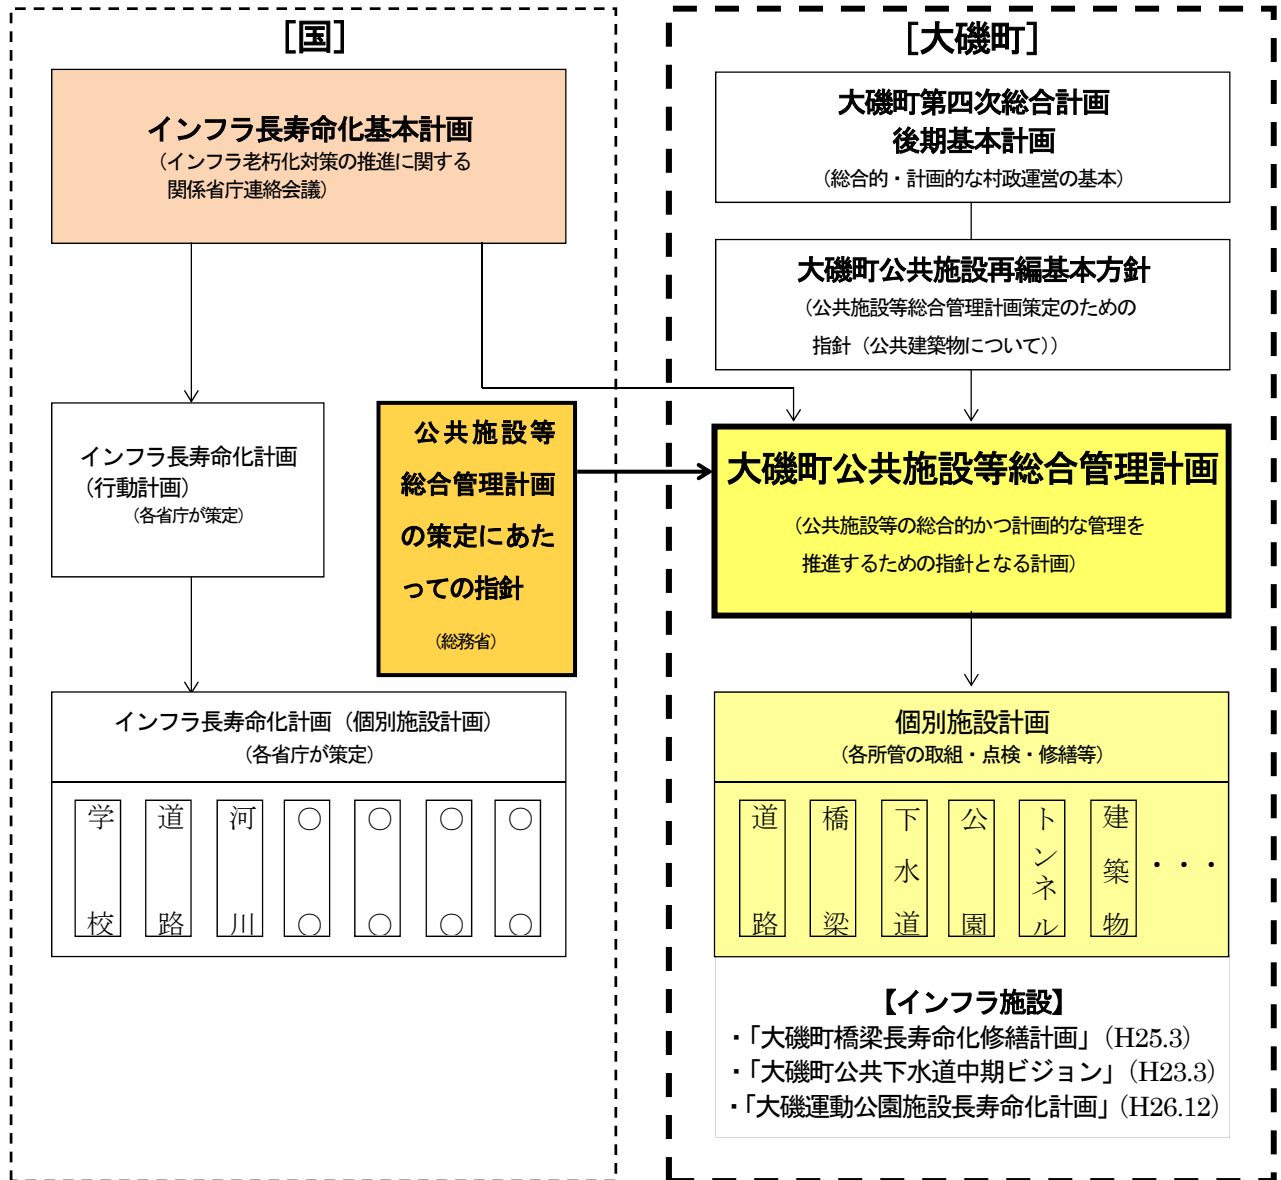 ［国］
インフラ長寿命化基本計画
（インフラ老朽化対策の推進に関する
関係省庁連絡会議）
インフラ長寿命化計画
（行動計画）
（各省庁が策定）
公共施設等
総合管理計画
の策定にあた
っての指針
（総務省）
インフラ長寿命化計画（個別施設計画）
（各省庁が策定）
学校
道路
河川
〇〇
〇〇
〇〇
〇〇
［大磯町］
大磯町第四次総合計画
後期基本計画
（総合的・計画的な村政運営の基本）
大磯町公共施設再編基本方針
（公共施設等総合管理計画策定のための
指針（公共建築物について））
大磯町公共施設等総合管理計画
（公共施設等の総合的かつ計画的な管理を
推進するための指針となる計画）
個別施設計画
（各所管の取組・点検・修繕等）
道路
橋梁
下水道
公園
トンネル
建築物
・・・
【インフラ施設】
・「大磯町橋梁長寿命化修繕計画」（H25.3）
・「大磯町公共下水道中期ビジョン」（H23.3）
・「大磯運動公園施設長寿命化計画」（H26.12）